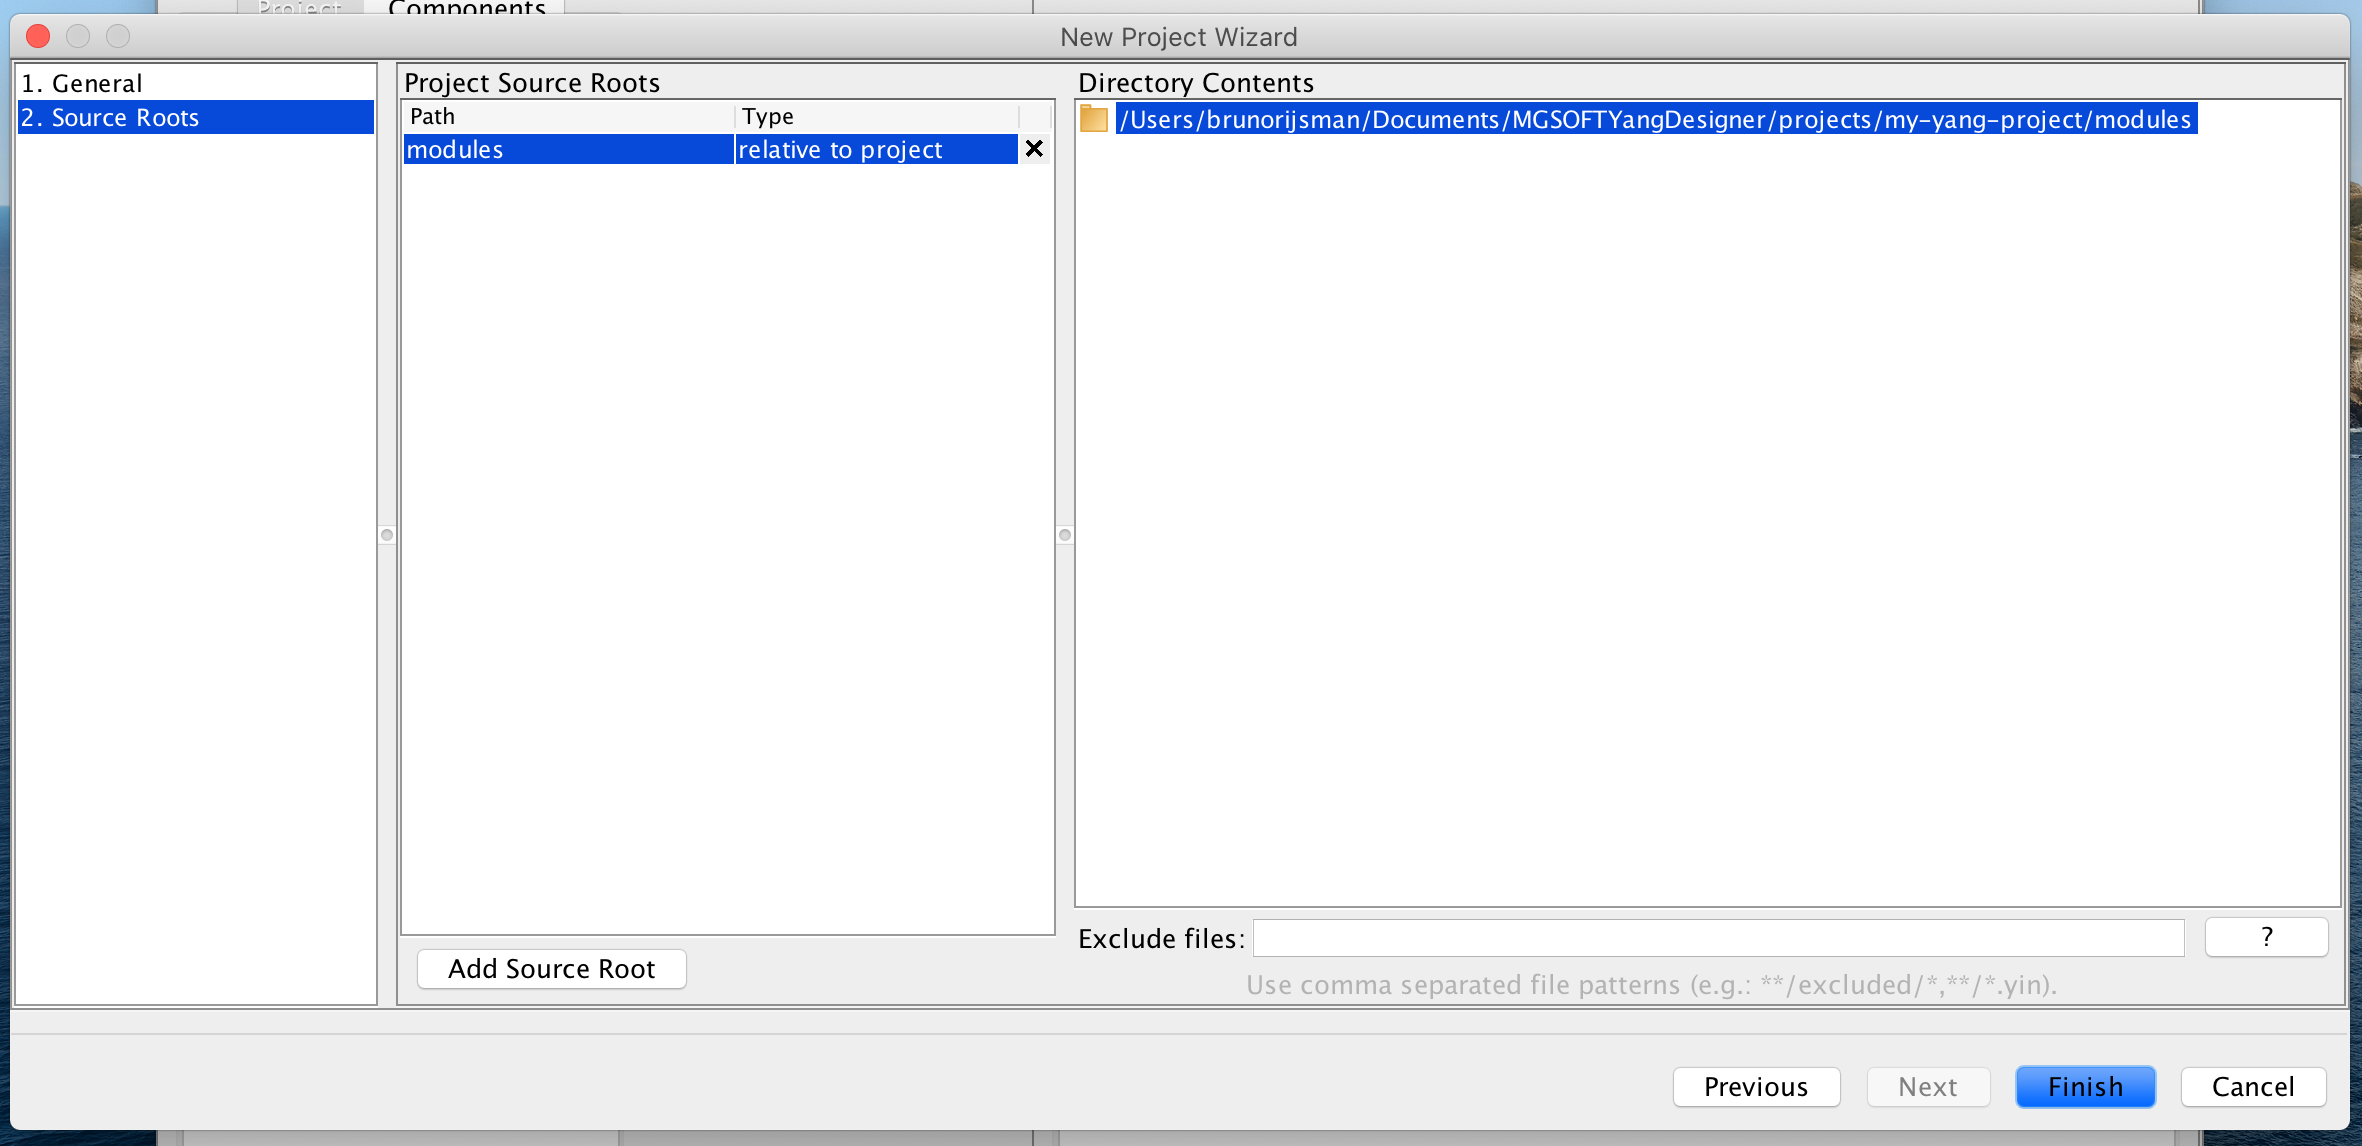 Project Components
New Project Wizard
1. General
2. Source Roots
Project Source Roots
Path Type
modules relative to project
Add Source Root
Directory Contents
/Users/brunorijsman/Documents/MGSOFTYangDesigner/projects/my-yang-project/modules
Exclude files: ?
Use comma separated file patterns (e.g.: **/excluded/*,**/*.yin).
Previous Next Finish Cancel